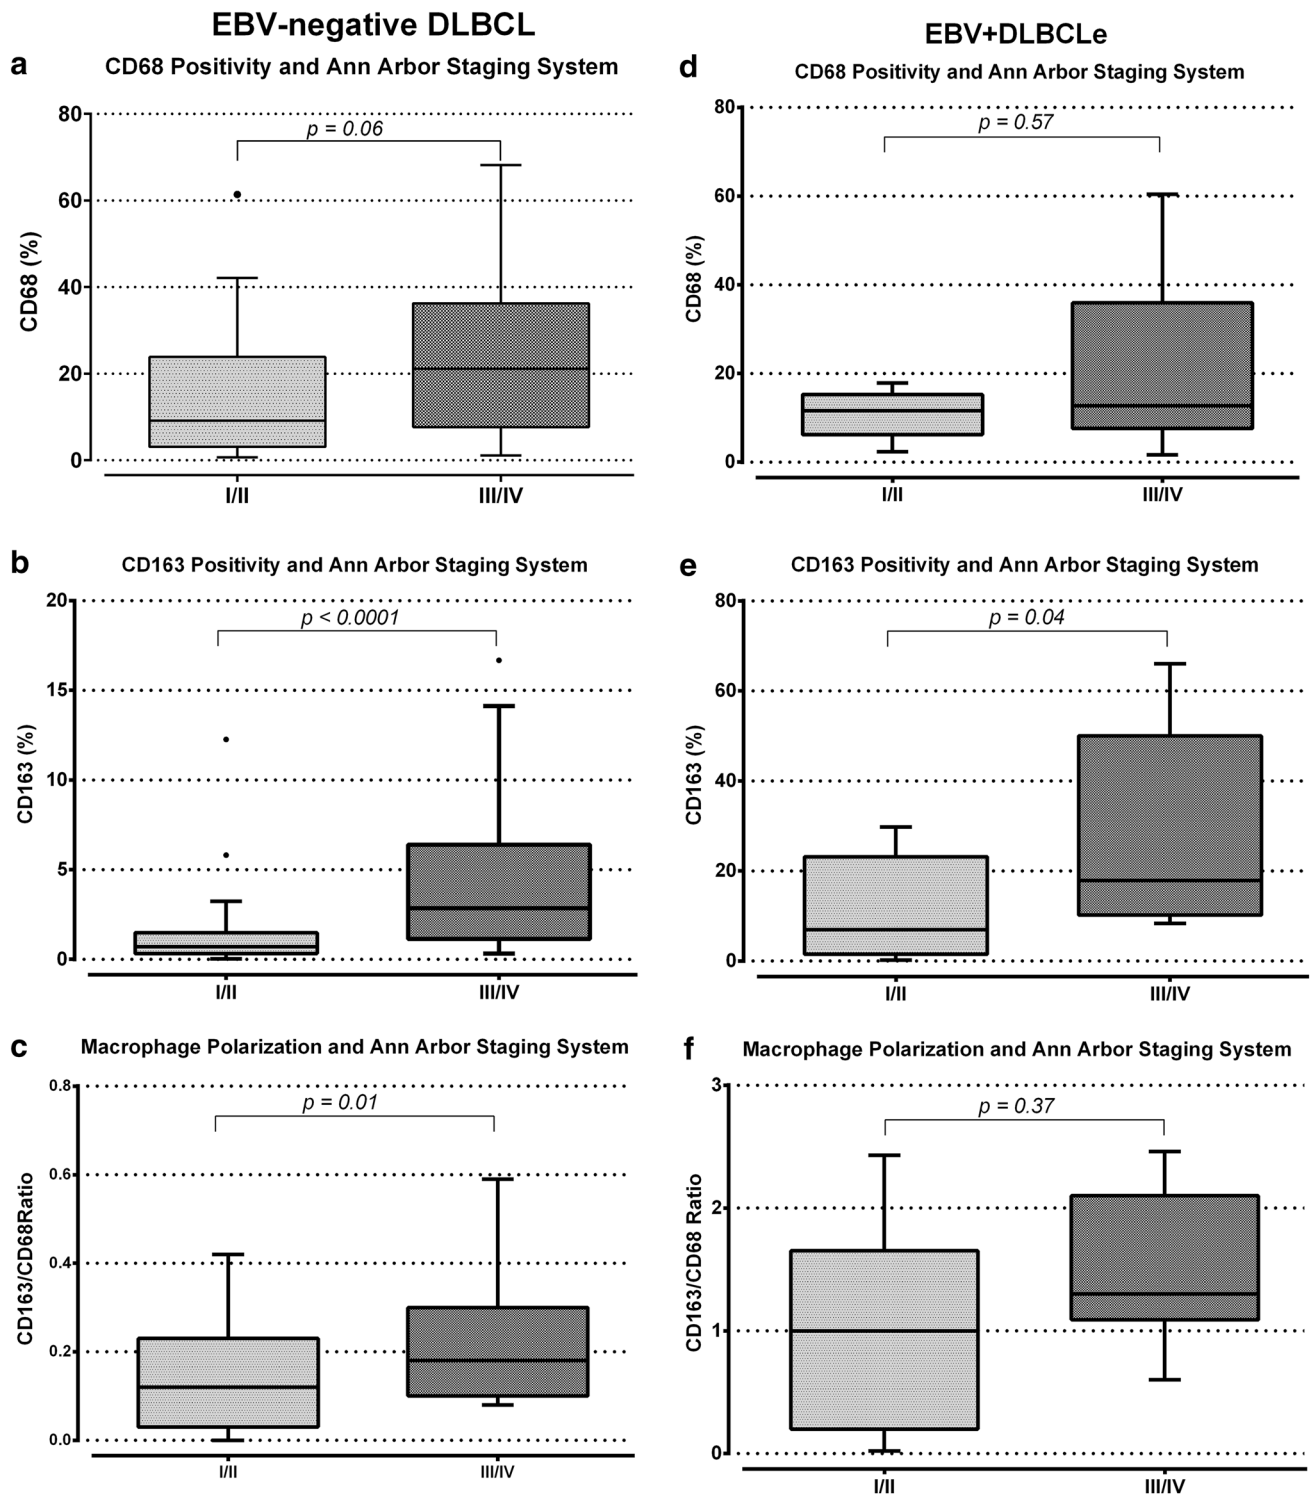 EBV-negative DLBCL
a
CD68 Positivity and Ann Arbor Staging System
80
60
40
20
0
CD68 (%)
p = 0.06
I/II
III/IV
b
CD163 Positivity and Ann Arbor Staging System
20
15
10
5
0
CD163 (%)
p < 0.0001
I/II
III/IV
c
Macrophage Polarization and Ann Arbor Staging System
0.8
0.6
0.4
0.2
0.0
CD163/CD68Ratio
p = 0.01
I/II
III/IV
EBV+DLBCLe
d
CD68 Positivity and Ann Arbor Staging System
80
60
40
20
0
CD68 (%)
p = 0.57
I/II
III/IV
e
CD163 Positivity and Ann Arbor Staging System
80
60
40
20
0
CD163 (%)
p = 0.04
I/II
III/IV
f
Macrophage Polarization and Ann Arbor Staging System
3
2
1
0
CD163/CD68 Ratio
p = 0.37
I/II
III/IV